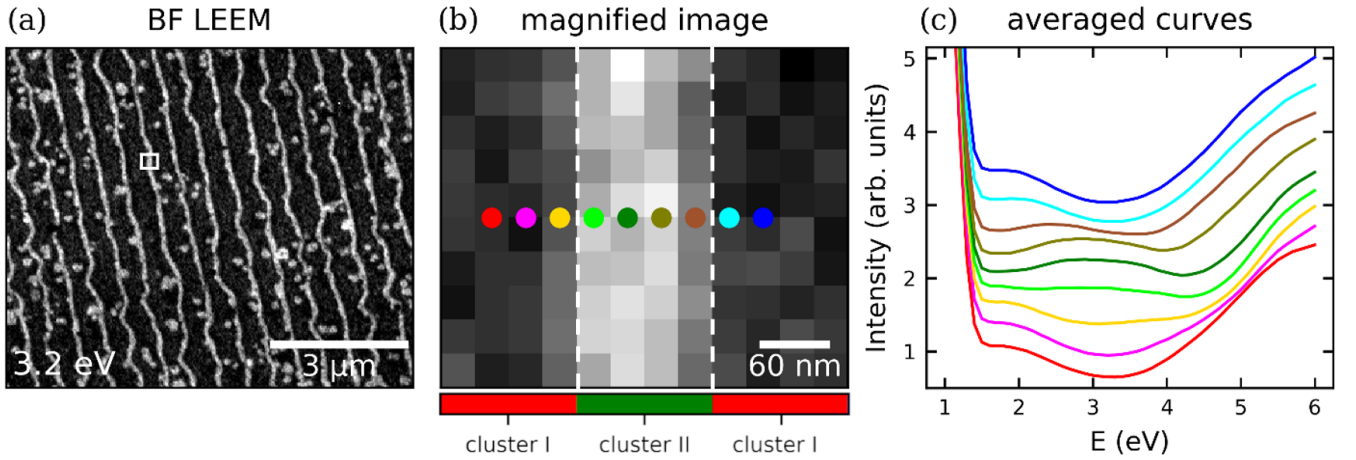 (a) BF LEEM
3.2 eV
3 μm
(b) magnified image
60 nm
cluster I
cluster II
cluster I
(c) averaged curves
Intensity (arb. units)
5
4
3
2
1
1 2 3 4 5 6
E (eV)